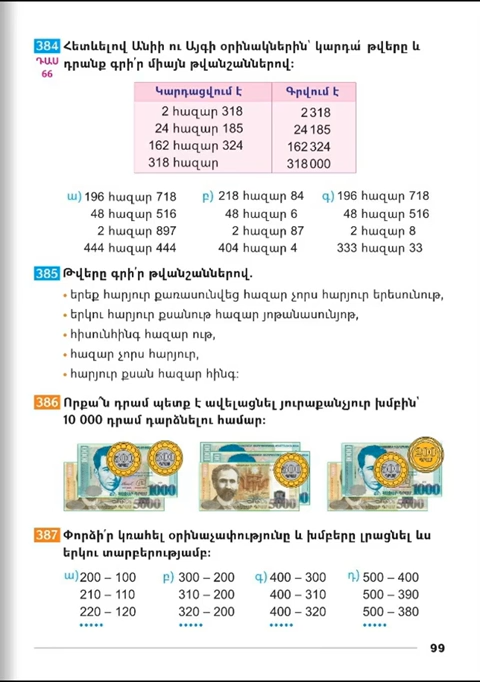 384 Հետևելով Անիի ու Այգի օրինակներին՝ կարդա՛ թվերը և
ԴԱՍ 66
դրանք գրի՛ր միայն թվանշաններով:
Կարդացվում է Գրվում է
2 հազար 318 2 318
24 հազար 185 24 185
162 հազար 324 162 324
318 հազար 318 000
ա) 196 հազար 718 բ) 218 հազար 84 գ) 196 հազար 718
48 հազար 516 48 հազար 6 48 հազար 516
2 հազար 897 2 հազար 87 2 հազար 8
444 հազար 444 404 հազար 4 333 հազար 33
385 Թվերը գրի՛ր թվանշաններով.
• երեք հարյուր քառասունվեց հազար չորս հարյուր երեսունութ,
• երկու հարյուր քսանութ հազար յոթանասունյոթ,
• հիսունհինգ հազար ութ,
• հազար չորս հարյուր,
• հարյուր քսան հազար հինգ:
386 Որքա՞ն դրամ պետք է ավելացնել յուրաքանչյուր խմբին՝
10 000 դրամ դարձնելու համար:
387 Փորձի՛ր կռահել օրինաչափությունը և խմբերը լրացնել ևս
երկու տարբերությամբ:
ա) 200 – 100 բ) 300 – 200 գ) 400 – 300 դ) 500 – 400
210 – 110 310 – 200 400 – 310 500 – 390
220 – 120 320 – 200 400 – 320 500 – 380
..... ..... ..... .....
99